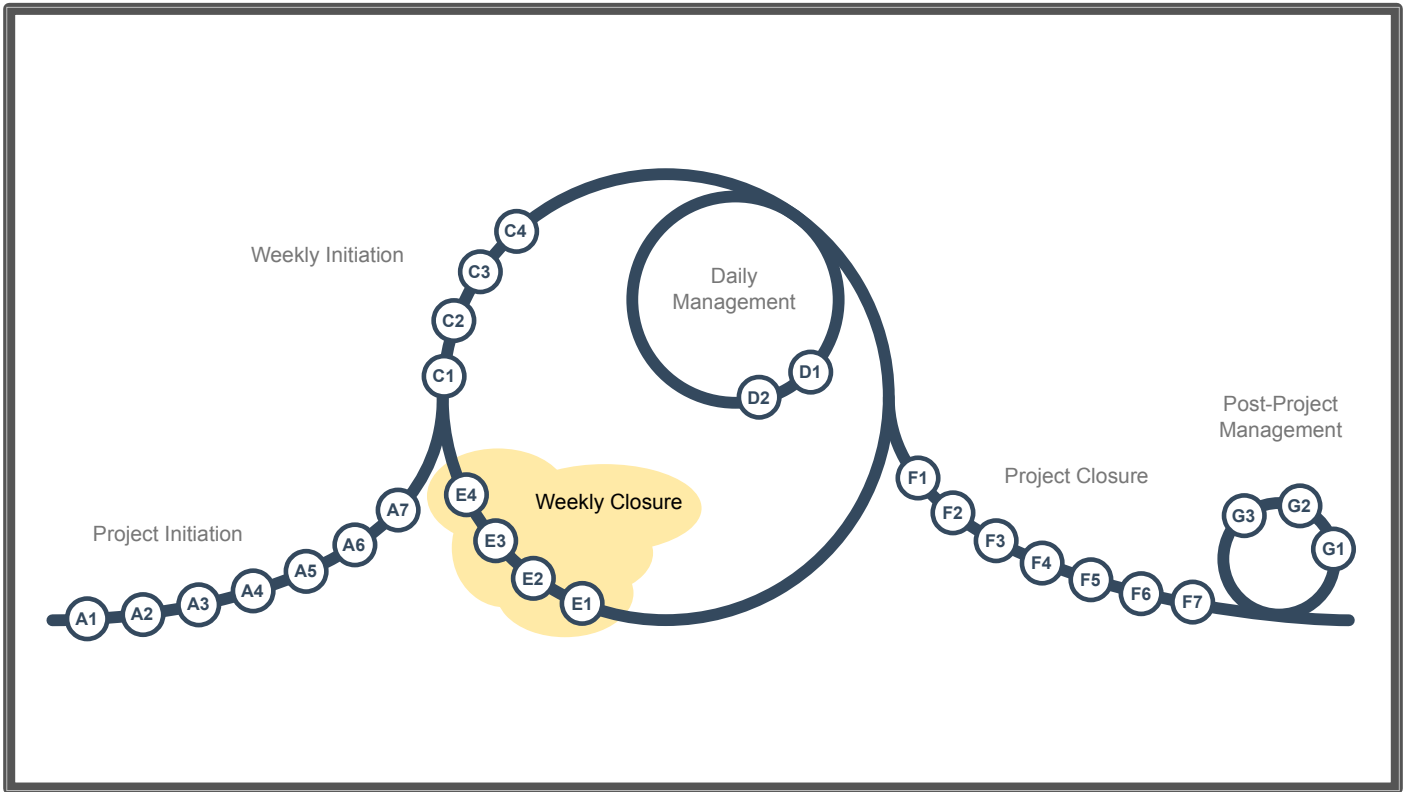 C4
Weekly Initiation
C3
Daily
Management
C2
C1
D1
D2
Post-Project
Management
Project Closure
F1
E4
Weekly Closure
A7
F2
G3
G2
G1
Project Initiation
A6
E3
F3
A5
E2
F4
A4
F5
A3
E1
F6
F7
A2
A1